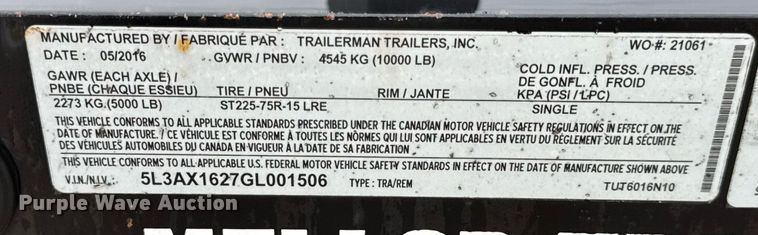 MANUFACTURED BY / FABRIQUÉ PAR : TRAILERMAN TRAILERS, INC. WO-#: 21061
DATE : 05/2016 GVWR / PNBV : 4545 KG (10000 LB)
GAWR (EACH AXLE) / COLD INFL. PRESS. / PRESS.
PNBE (CHAQUE ESSIEU) TIRE / PNEU RIM / JANTE DE GONFL. À FROID
KPA (PSI / LPC)
2273 KG.(5000 LB) ST225-75R-15 LRE SINGLE
THIS VEHICLE CONFORMS TO ALL APPLICABLE STANDARDS PRESCRIBED UNDER THE CANADIAN MOTOR VEHICLE SAFETY REGULATIONS IN EFFECT ON THE
DATE OF MANUFACTURE. / CE VÉHICULE EST CONFORME À TOUTES LES NORMES QUI LUI SONT APPLICABLES EN VERTU DU RÈGLEMENT SUR LA SÉCURITÉ
DES VÉHICULES AUTOMOBILES DU CANADA EN VIGUEUR À LA DATE DE SA FABRICATION
THIS VEHICLE CONFORMS TO ALL APPLICABLE U.S. FEDERAL MOTOR VEHICLE SAFETY STANDARDS IN EFFECT ON THE DATE OF MANUFACTURE SHOWN ABOVE.
V.I.N./N.I.V.: 5L3AX1627GL001506 TYPE : TRA/REM TUT6016N10
Purple Wave Auction